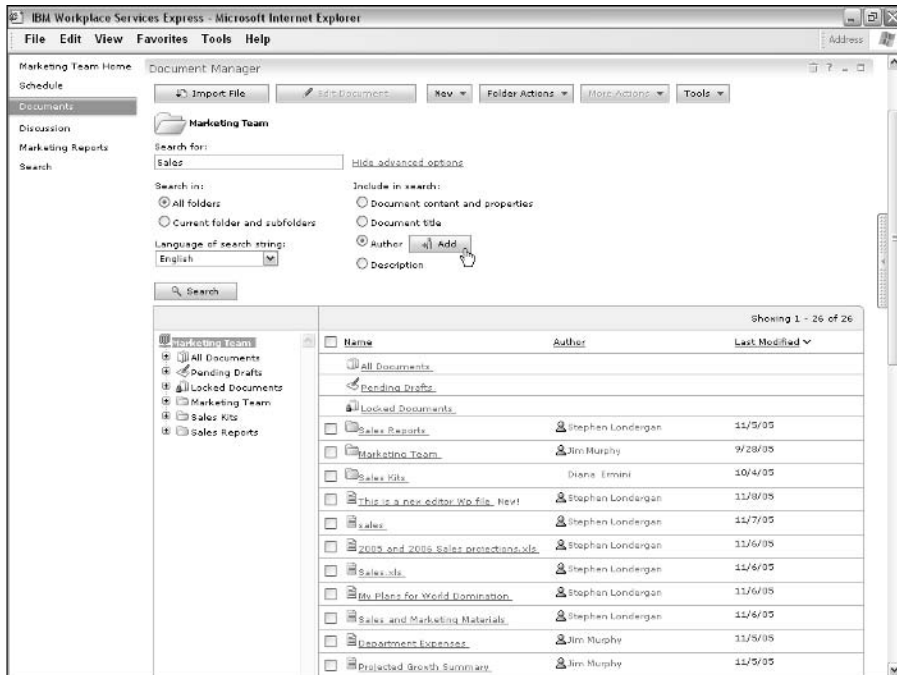 IBM Workplace Services Express - Microsoft Internet Explorer
File Edit View Favorites Tools Help
Address
Marketing Team Home
Schedule
Documents
Discussion
Marketing Reports
Search
Document Manager
Import File
Edit Document
New
Folder Actions
More Actions
Tools
Marketing Team
Search for:
Sales
Hide advanced options
Search in:
All folders
Current folder and subfolders
Language of search string:
English
Include in search:
Document content and properties
Document title
Author
Add
Description
Search
Showing 1 - 26 of 26
Marketing Team
All Documents
Pending Drafts
Locked Documents
Marketing Team
Sales Kits
Sales Reports
Name Author Last Modified
All Documents
Pending Drafts
Locked Documents
Sales Reports Stephen Londergan 11/5/05
Marketing Team Jim Murphy 9/28/05
Sales Kits Diana Ermini 10/4/05
This is a new editor Wp file New! Stephen Londergan 11/8/05
sales Stephen Londergan 11/7/05
2005 and 2006 Sales projections.xls Stephen Londergan 11/6/05
Sales.xls Stephen Londergan 11/6/05
My Plans for World Domination Stephen Londergan 11/6/05
Sales and Marketing Materials Stephen Londergan 11/6/05
Department Expenses Jim Murphy 11/5/05
Projected Growth Summary Jim Murphy 11/5/05